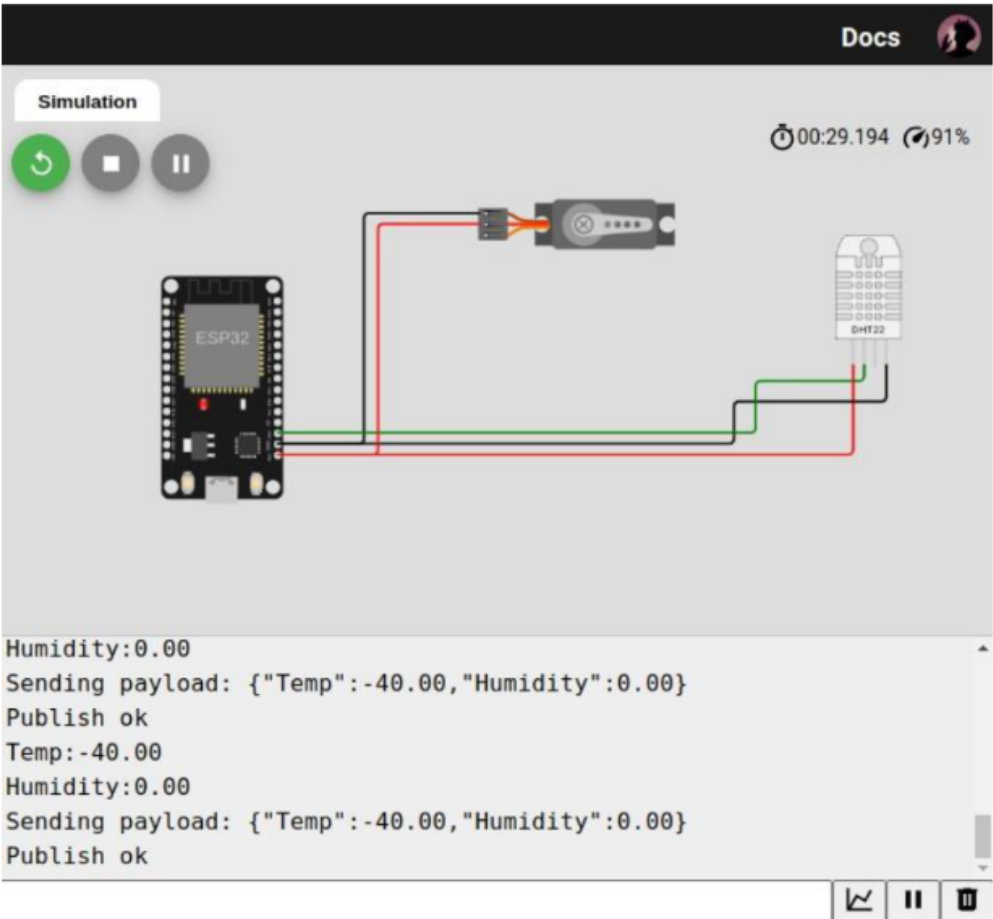 Docs
Simulation
00:29.194 91%
ESP32
DHT22
Humidity:0.00
Sending payload: {"Temp":-40.00,"Humidity":0.00}
Publish ok
Temp:-40.00
Humidity:0.00
Sending payload: {"Temp":-40.00,"Humidity":0.00}
Publish ok